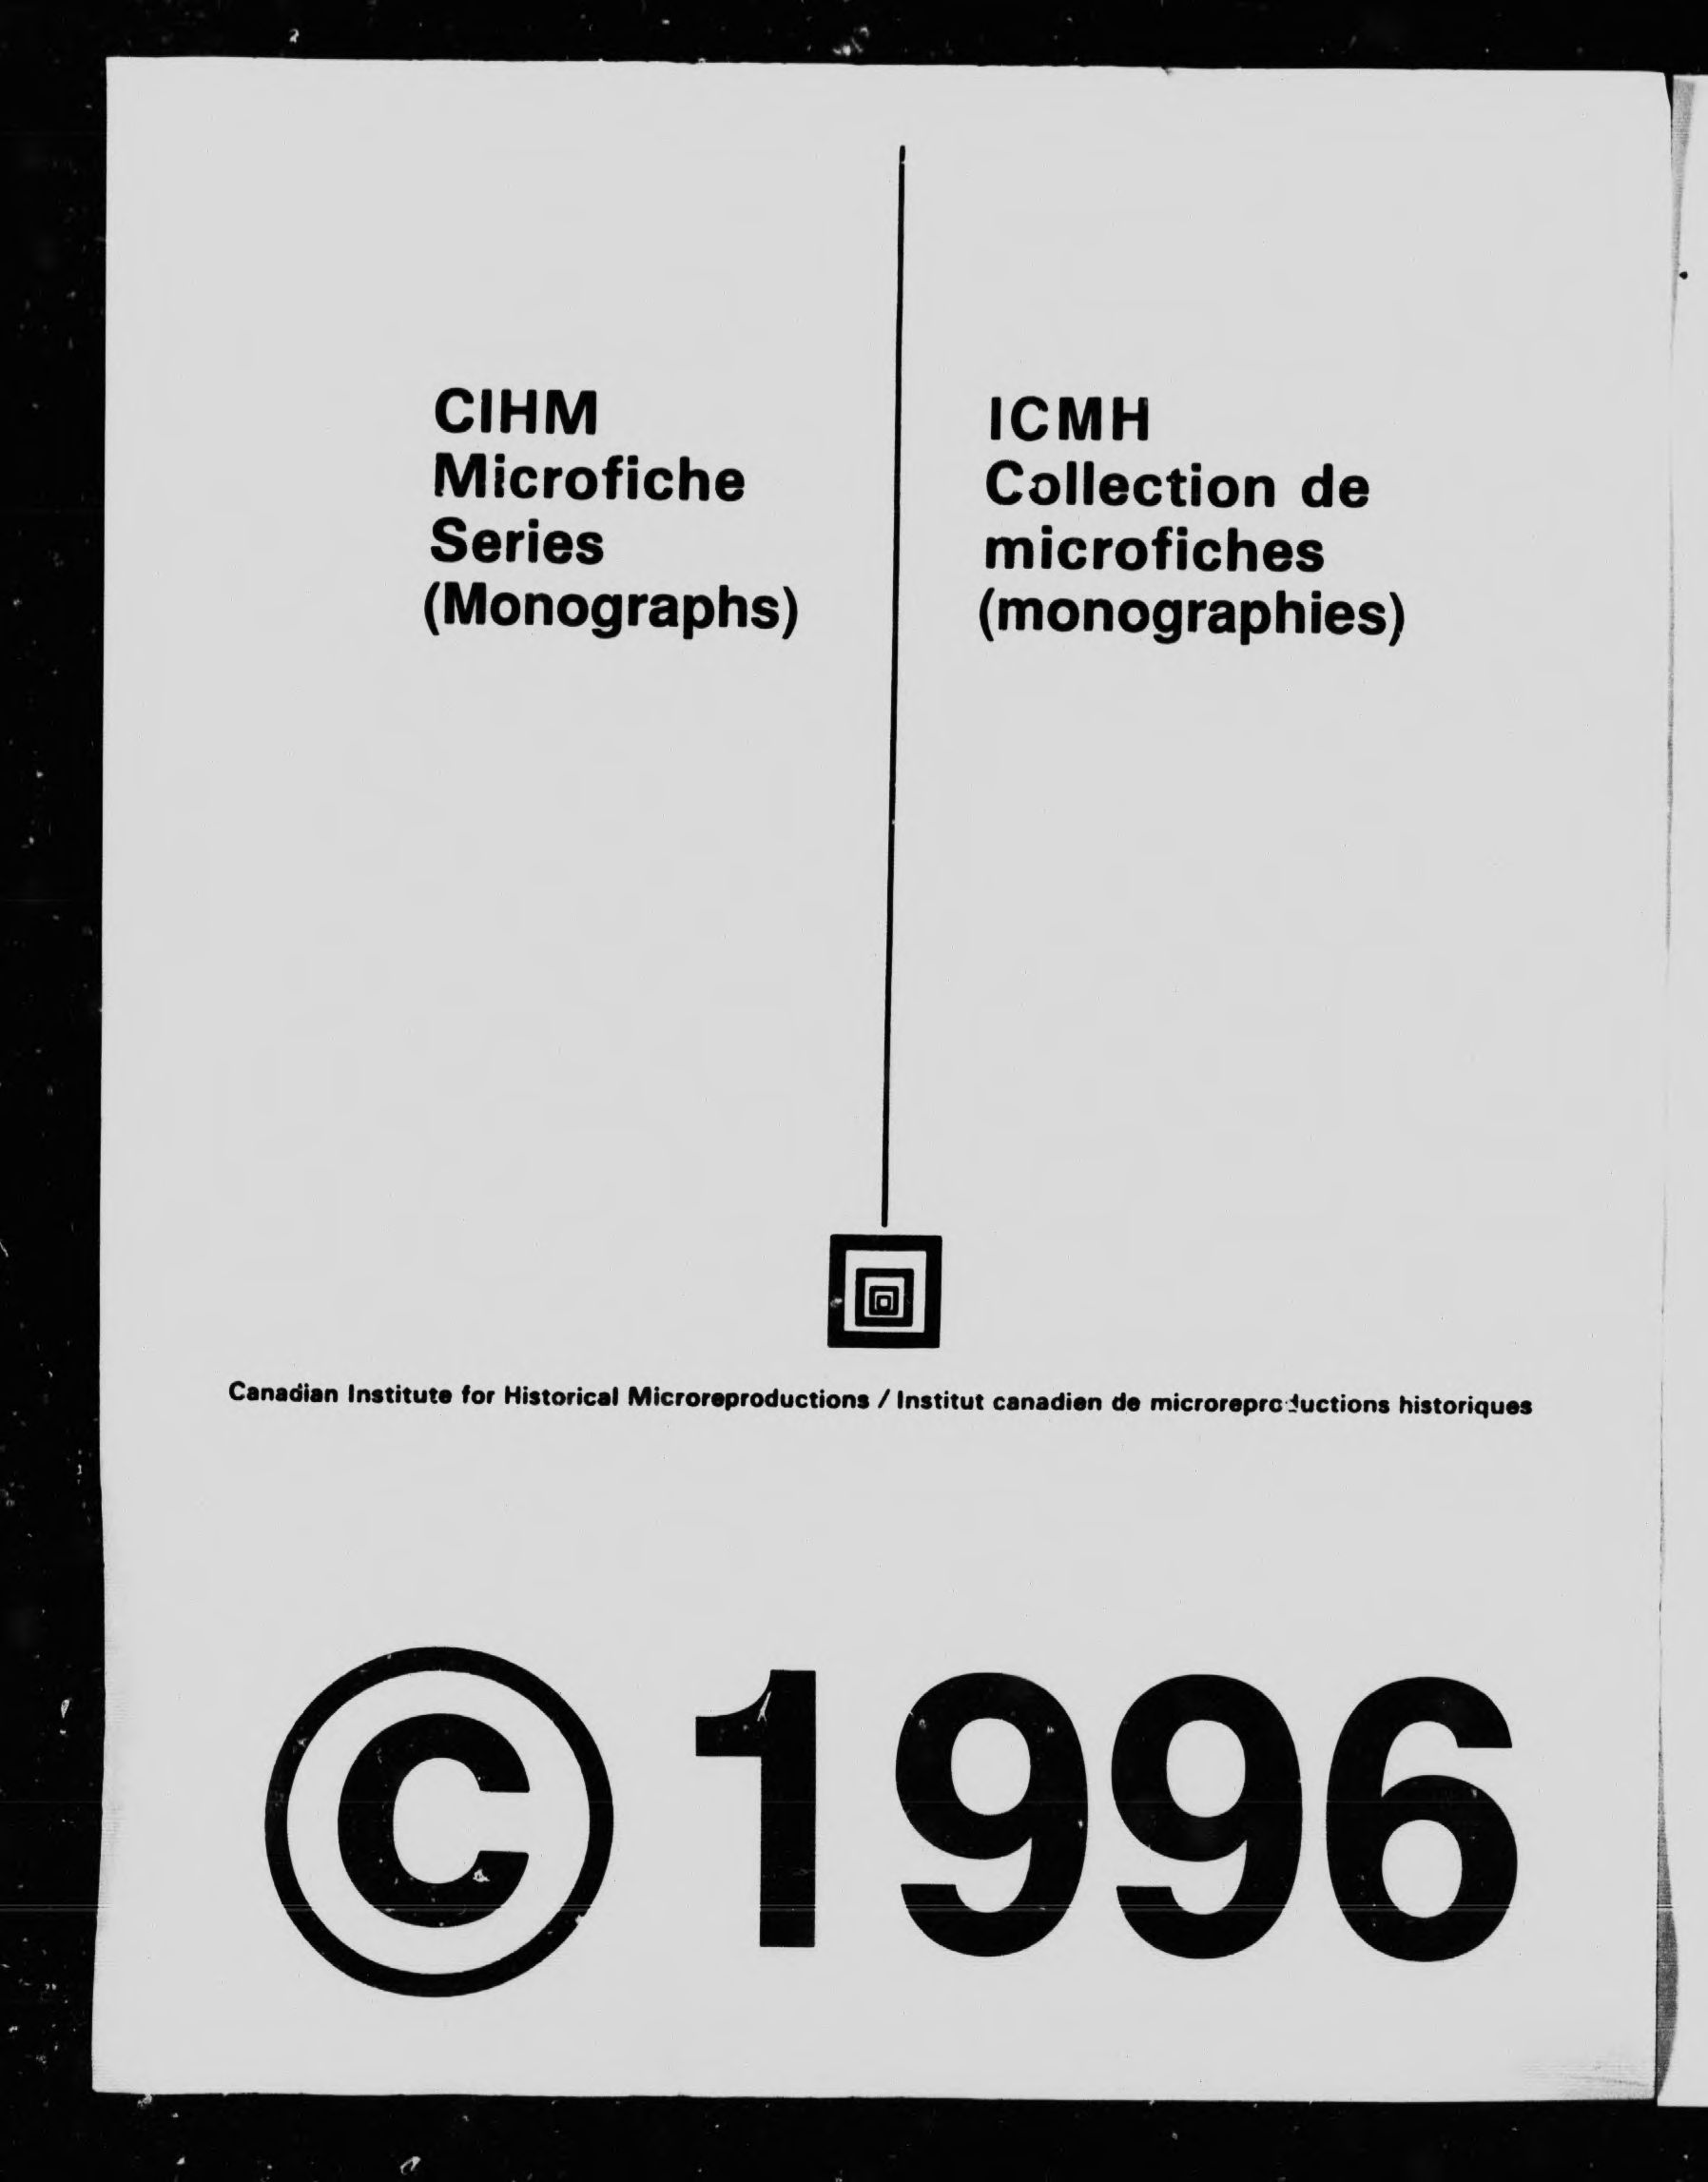 CIHM
Microfiche
Series
(Monographs)
ICMH
Collection de
microfiches
(monographies)
Canadian Institute for Historical Microreproductions / Institut canadien de microreproductions historiques
© 1996